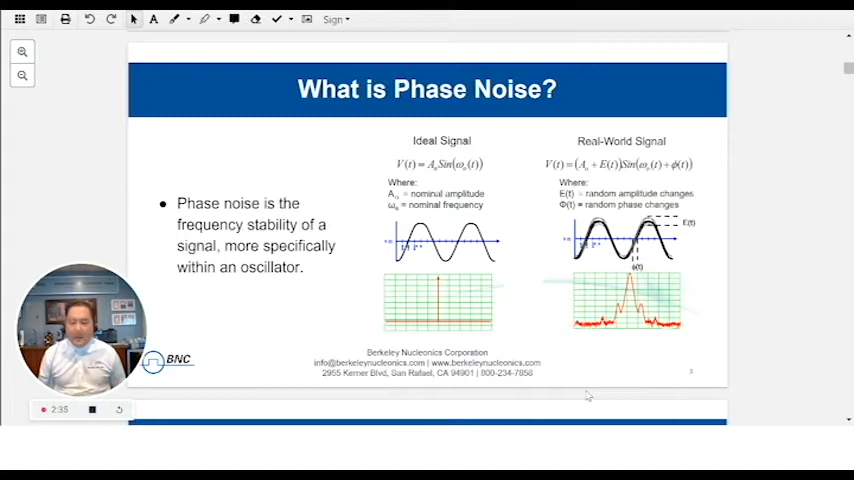 Sign
What is Phase Noise?
Ideal Signal
Real-World Signal
V(t) = A₀Sin(ω₀(t))
V(t) = (A₀ + E(t))Sin(ω₀(t) + ϕ(t))
Where:
A₀ = nominal amplitude
ω₀ = nominal frequency
Where:
E(t) = random amplitude changes
Φ(t) = random phase changes
• Phase noise is the
frequency stability of a
signal, more specifically
within an oscillator.
E(t)
ϕ(t)
BNC
Berkeley Nucleonics Corporation
info@berkeleynucleonics.com | www.berkeleynucleonics.com
2955 Kerner Blvd, San Rafael, CA 94901 | 800-234-7858
3
2:35